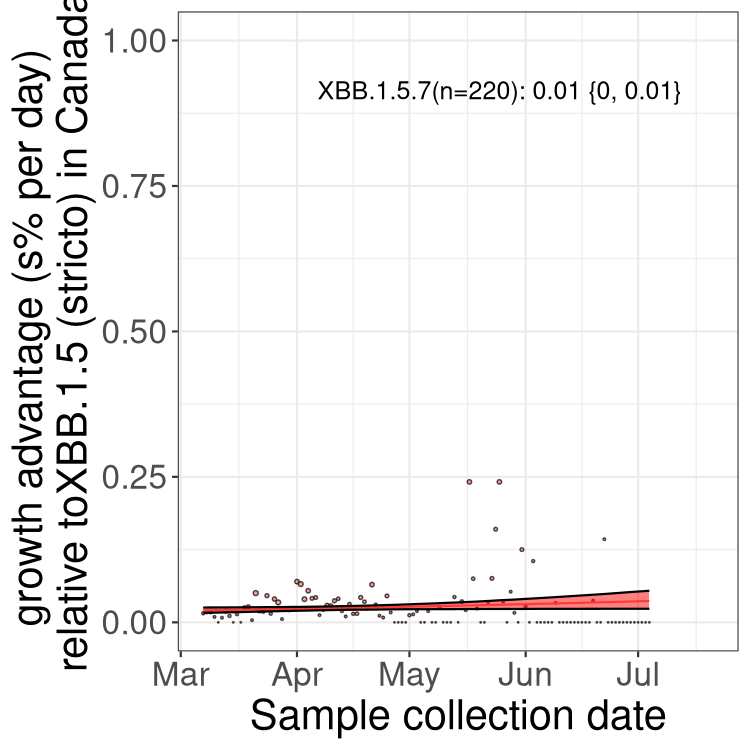 growth advantage (s% per day)
relative toXBB.1.5 (stricto) in Canada
1.00
0.75
0.50
0.25
0.00
XBB.1.5.7(n=220): 0.01 {0, 0.01}
Mar Apr May Jun Jul
Sample collection date